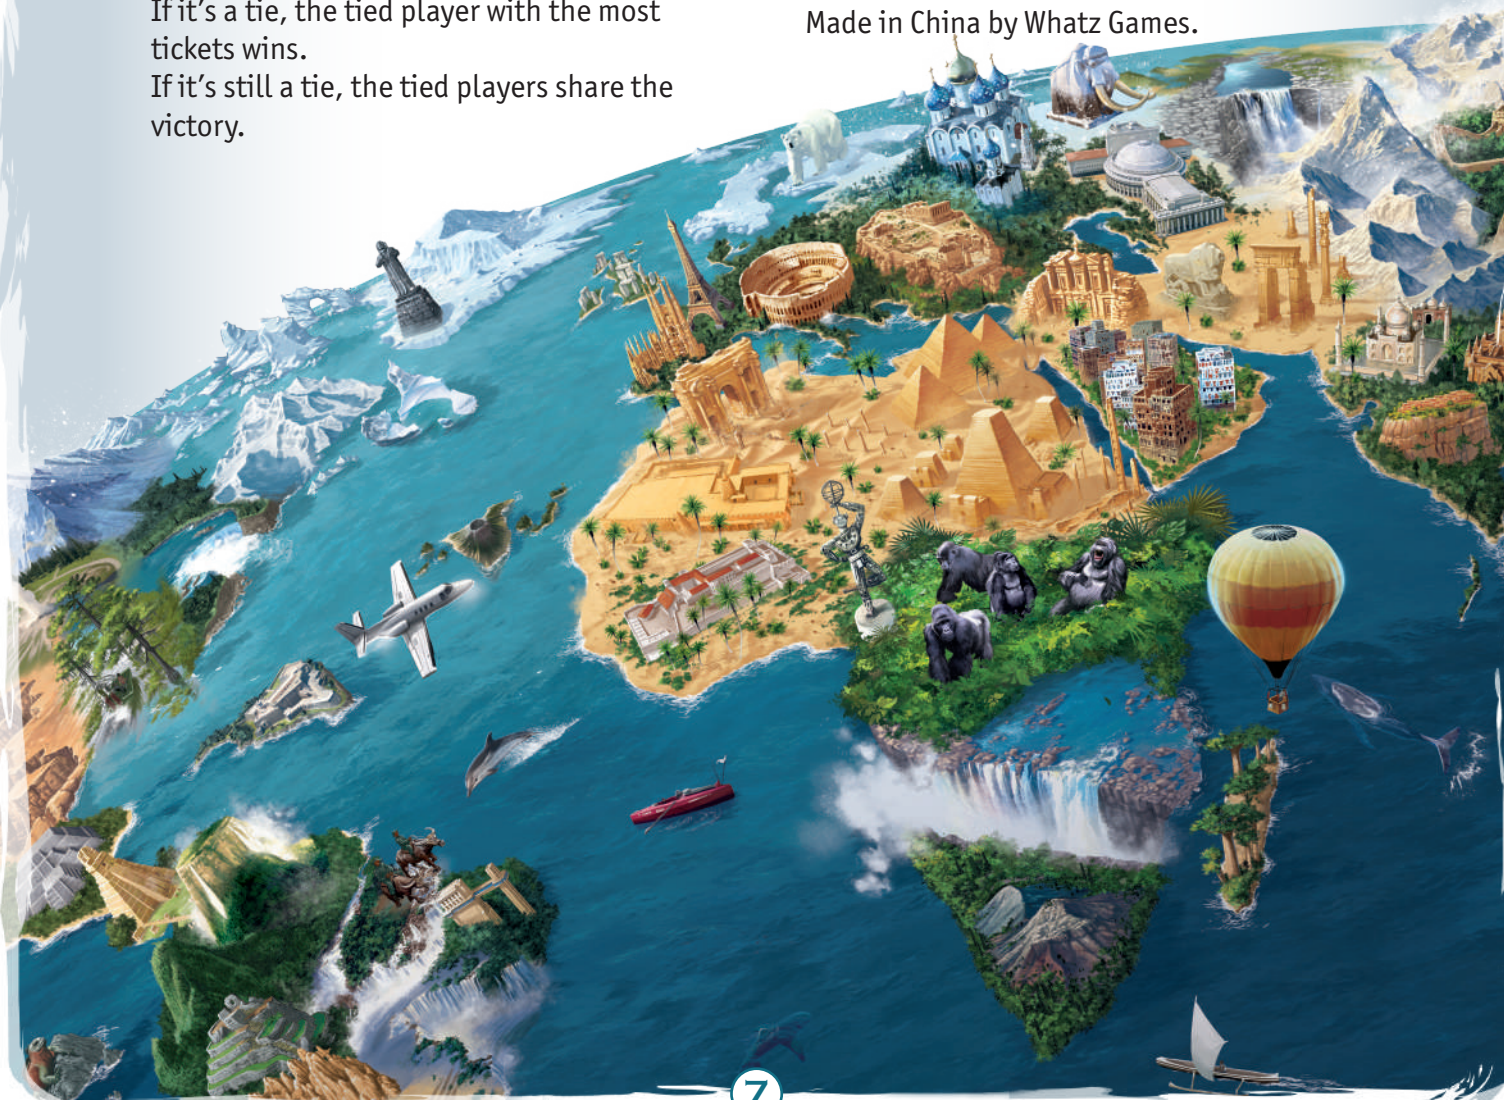 If it's a tie, the tied player with the most
tickets wins.
If it's still a tie, the tied players share the
victory.
Made in China by Whatz Games.
7